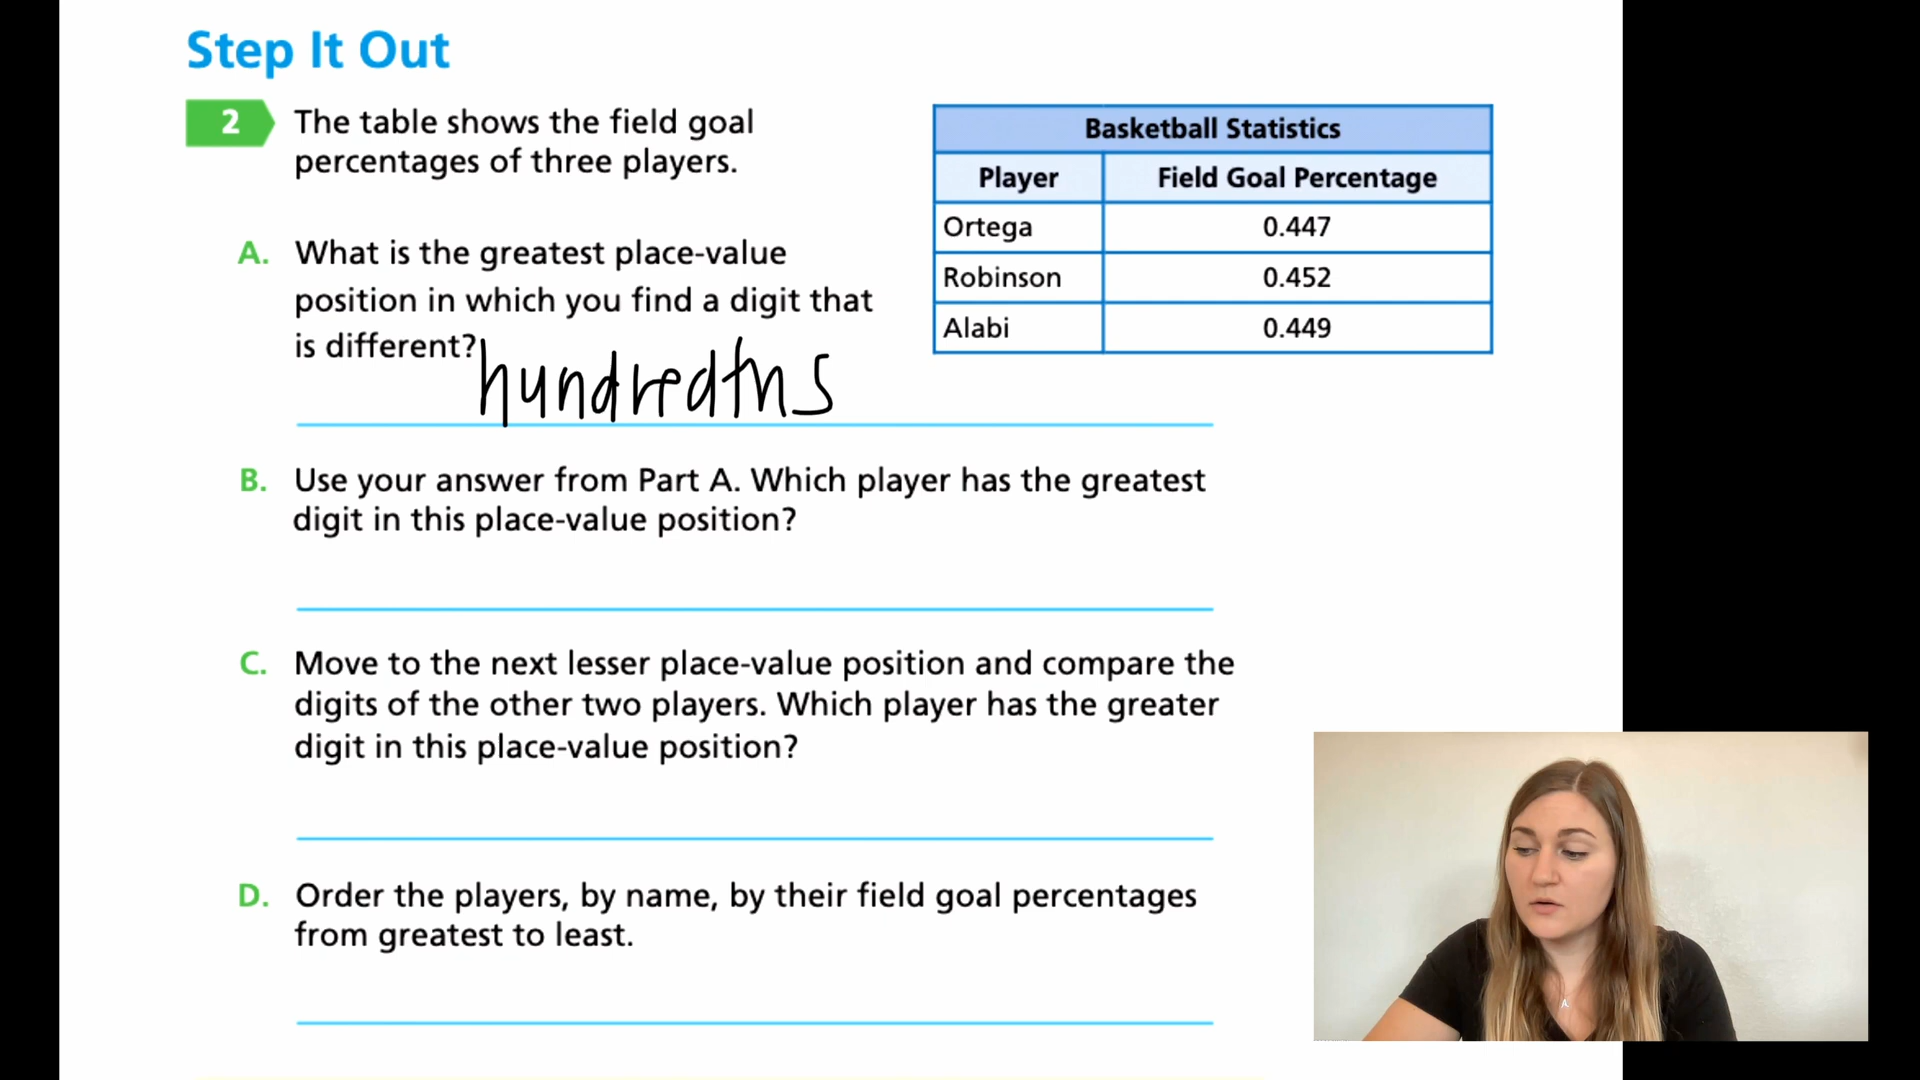 Step It Out
2
The table shows the field goal
percentages of three players.
Basketball Statistics
Player Field Goal Percentage
Ortega 0.447
Robinson 0.452
Alabi 0.449
A. What is the greatest place-value
position in which you find a digit that
is different?
hundredths
B. Use your answer from Part A. Which player has the greatest
digit in this place-value position?
C. Move to the next lesser place-value position and compare the
digits of the other two players. Which player has the greater
digit in this place-value position?
D. Order the players, by name, by their field goal percentages
from greatest to least.